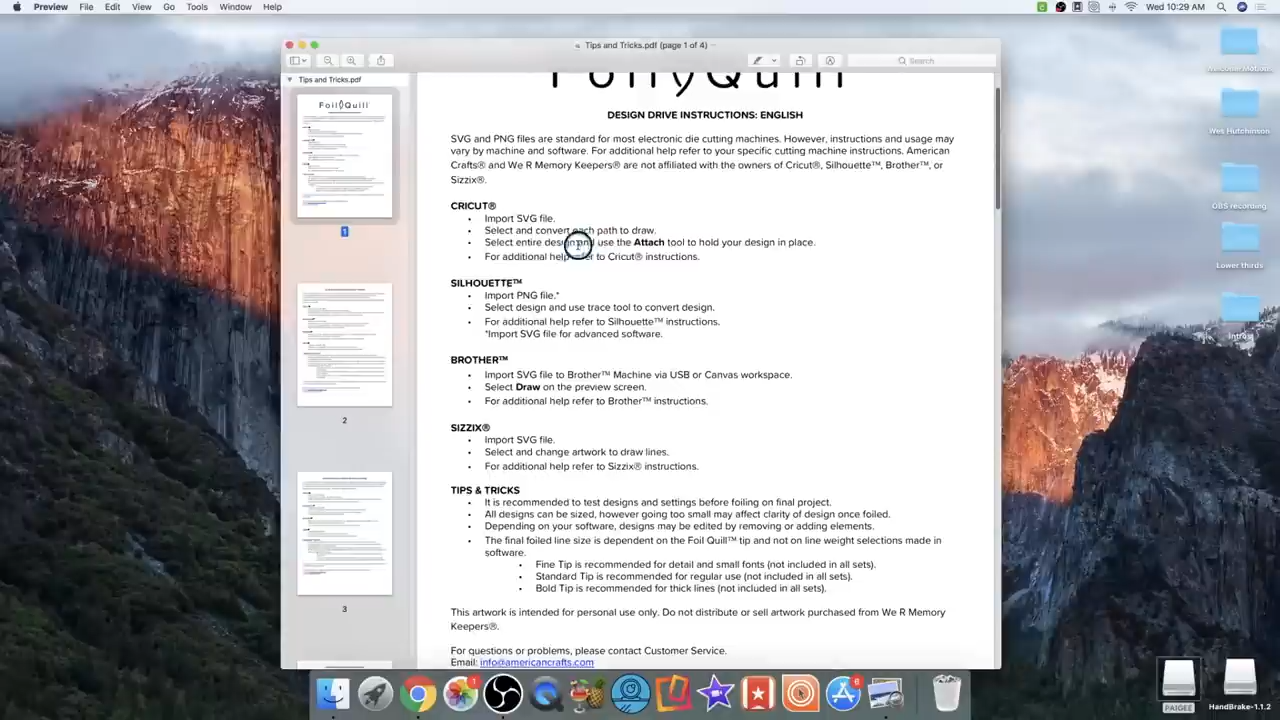 Preview File Edit View Go Tools Window Help
Wed 10:29 AM
Tips and Tricks.pdf (page 1 of 4)
Search
Tips and Tricks.pdf
FoilQuill
1
2
3
FoilQuill
DESIGN DRIVE INSTRUCTIONS: ENGLISH
SVG and PNG files are standard for most electronic die cutting machines. However, instructions and usage may
vary by machine and software. For additional help refer to your specific cutting machine instructions. American
Crafts® and We R Memory Keepers® are not affiliated with the owners of Cricut®, Silhouette™, Brother™, or
Sizzix®.
CRICUT®
• Import SVG file.
• Select and convert each path to draw.
• Select entire design and use the Attach tool to hold your design in place.
• For additional help refer to Cricut® instructions.
SILHOUETTE™
• Import PNG file.*
• Select design and use trace tool to convert design.
• For additional help refer to Silhouette™ instructions.
*Import SVG file for advanced software.
BROTHER™
• Import SVG file to Brother™ Machine via USB or Canvas workspace.
• Select Draw on the preview screen.
• For additional help refer to Brother™ instructions.
SIZZIX®
• Import SVG file.
• Select and change artwork to draw lines.
• For additional help refer to Sizzix® instructions.
TIPS & TRICKS
• It is recommended to test designs and settings before foiling on final project.
• All designs can be sized, however going too small may affect clarity of design once foiled.
• Depending on your software, designs may be edited by removing or adding elements.
• The final foiled line size is dependent on the Foil Quill™ tip and not on line weight selections made in
software.
• Fine Tip is recommended for detail and small fonts (not included in all sets).
• Standard Tip is recommended for regular use (not included in all sets).
• Bold Tip is recommended for thick lines (not included in all sets).
This artwork is intended for personal use only. Do not distribute or sell artwork purchased from We R Memory
Keepers®.
For questions or problems, please contact Customer Service.
Email: info@americancrafts.com
Wes Hutchinson
OBS recording
Lower thirds
PAIGEE
HandBrake-1.1.2
1
6